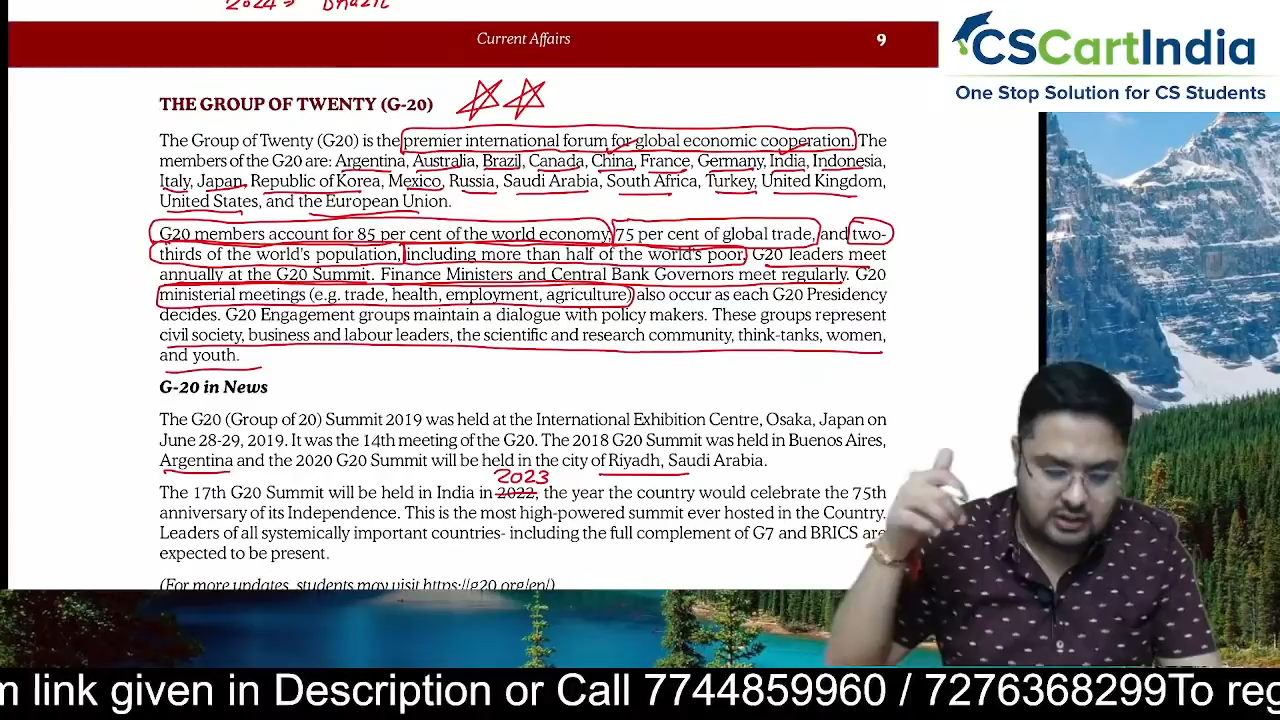 2024 → Brazil
Current Affairs
9
CSCartIndia
One Stop Solution for CS Students
THE GROUP OF TWENTY (G-20)
The Group of Twenty (G20) is the premier international forum for global economic cooperation. The
members of the G20 are: Argentina, Australia, Brazil, Canada, China, France, Germany, India, Indonesia,
Italy, Japan, Republic of Korea, Mexico, Russia, Saudi Arabia, South Africa, Turkey, United Kingdom,
United States, and the European Union.
G20 members account for 85 per cent of the world economy, 75 per cent of global trade, and two-
thirds of the world's population, including more than half of the world's poor. G20 leaders meet
annually at the G20 Summit. Finance Ministers and Central Bank Governors meet regularly. G20
ministerial meetings (e.g. trade, health, employment, agriculture) also occur as each G20 Presidency
decides. G20 Engagement groups maintain a dialogue with policy makers. These groups represent
civil society, business and labour leaders, the scientific and research community, think-tanks, women,
and youth.
G-20 in News
The G20 (Group of 20) Summit 2019 was held at the International Exhibition Centre, Osaka, Japan on
June 28-29, 2019. It was the 14th meeting of the G20. The 2018 G20 Summit was held in Buenos Aires,
Argentina and the 2020 G20 Summit will be held in the city of Riyadh, Saudi Arabia.
2023
The 17th G20 Summit will be held in India in 2022, the year the country would celebrate the 75th
anniversary of its Independence. This is the most high-powered summit ever hosted in the Country.
Leaders of all systemically important countries- including the full complement of G7 and BRICS are
expected to be present.
(For more updates, students may visit https://g20.org/en/)
m link given in Description or Call 7744859960 / 7276368299To reg